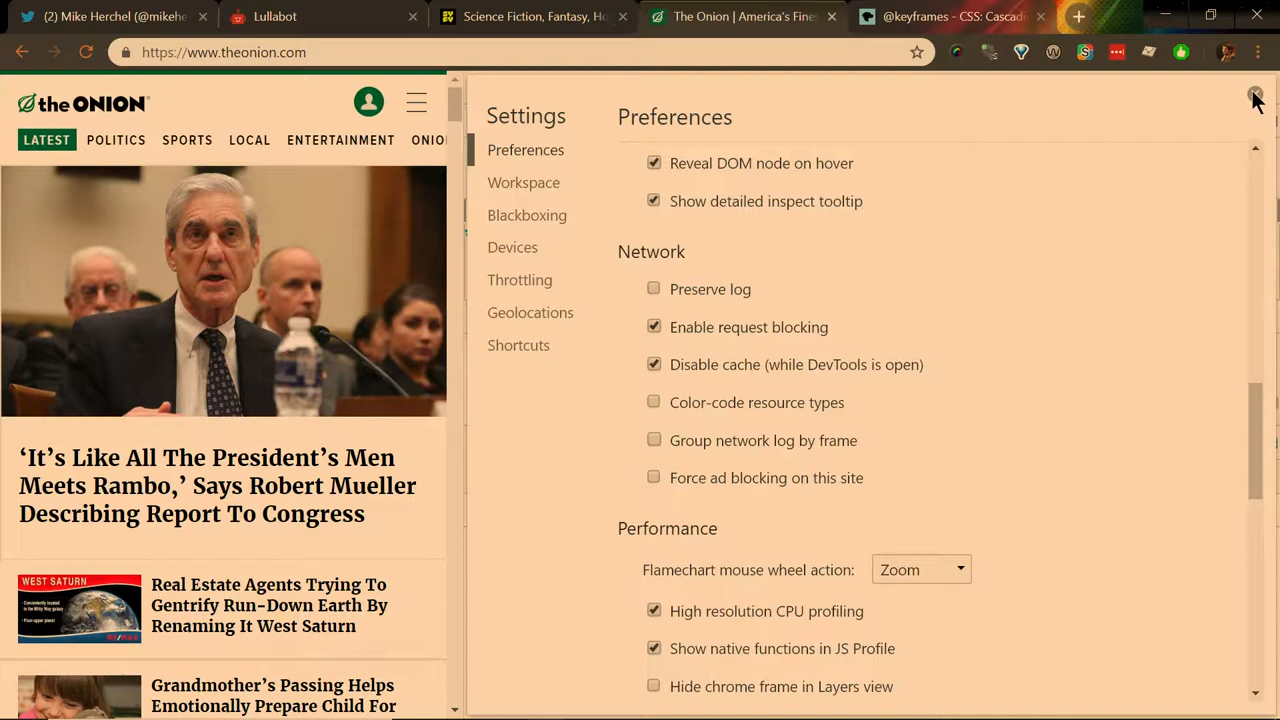 (2) Mike Herchel (@mikehe
Lullabot
Science Fiction, Fantasy, Ho
The Onion | America's Fines
@keyframes - CSS: Cascadi
https://www.theonion.com
the ONION
LATEST POLITICS SPORTS LOCAL ENTERTAINMENT ONIO
‘It’s Like All The President’s Men
Meets Rambo,’ Says Robert Mueller
Describing Report To Congress
WEST SATURN
Real Estate Agents Trying To
Gentrify Run-Down Earth By
Renaming It West Saturn
Grandmother’s Passing Helps
Emotionally Prepare Child For
Settings
Preferences
Workspace
Blackboxing
Devices
Throttling
Geolocations
Shortcuts
Preferences
Reveal DOM node on hover
Show detailed inspect tooltip
Network
Preserve log
Enable request blocking
Disable cache (while DevTools is open)
Color-code resource types
Group network log by frame
Force ad blocking on this site
Performance
Flamechart mouse wheel action: Zoom
High resolution CPU profiling
Show native functions in JS Profile
Hide chrome frame in Layers view